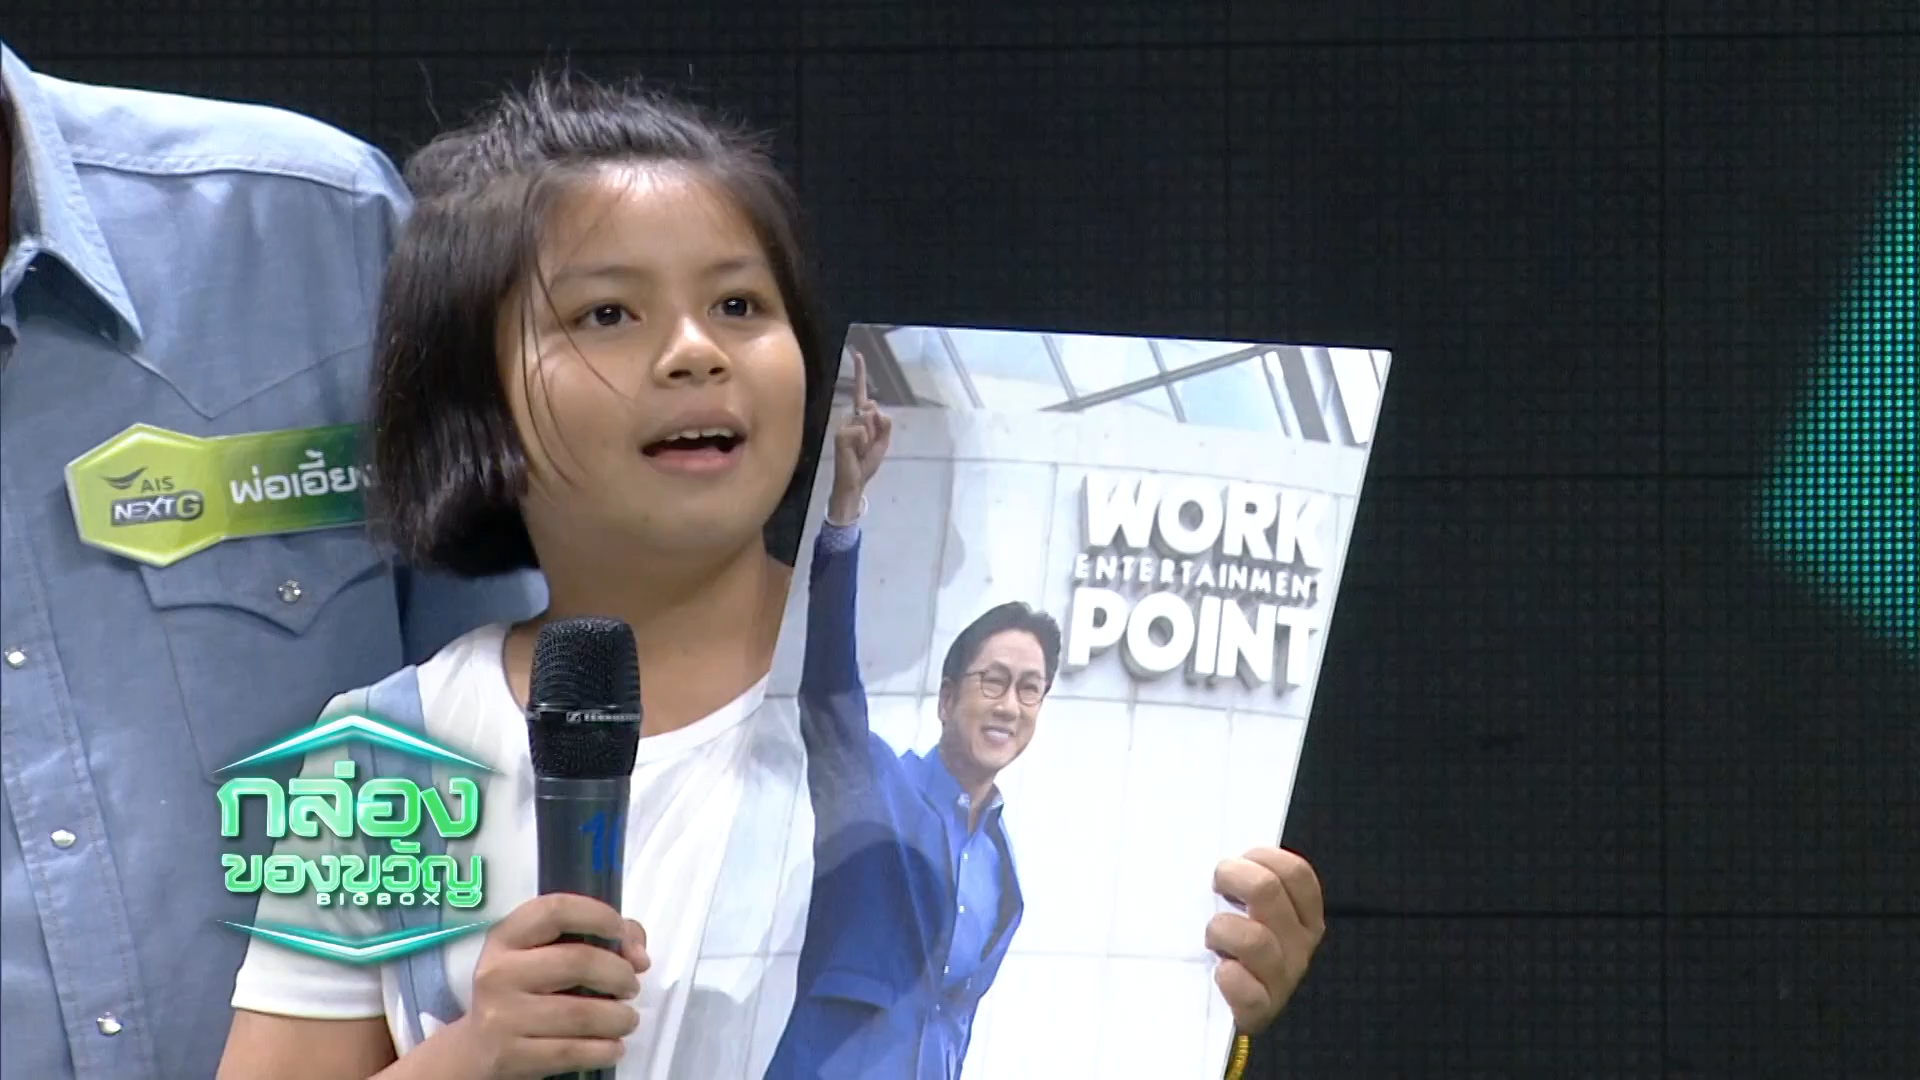 AIS
NEXT G
พ่อเอี้ยง
WORK
ENTERTAINMENT
POINT
กล่อง
ของขวัญ
BIGBOX